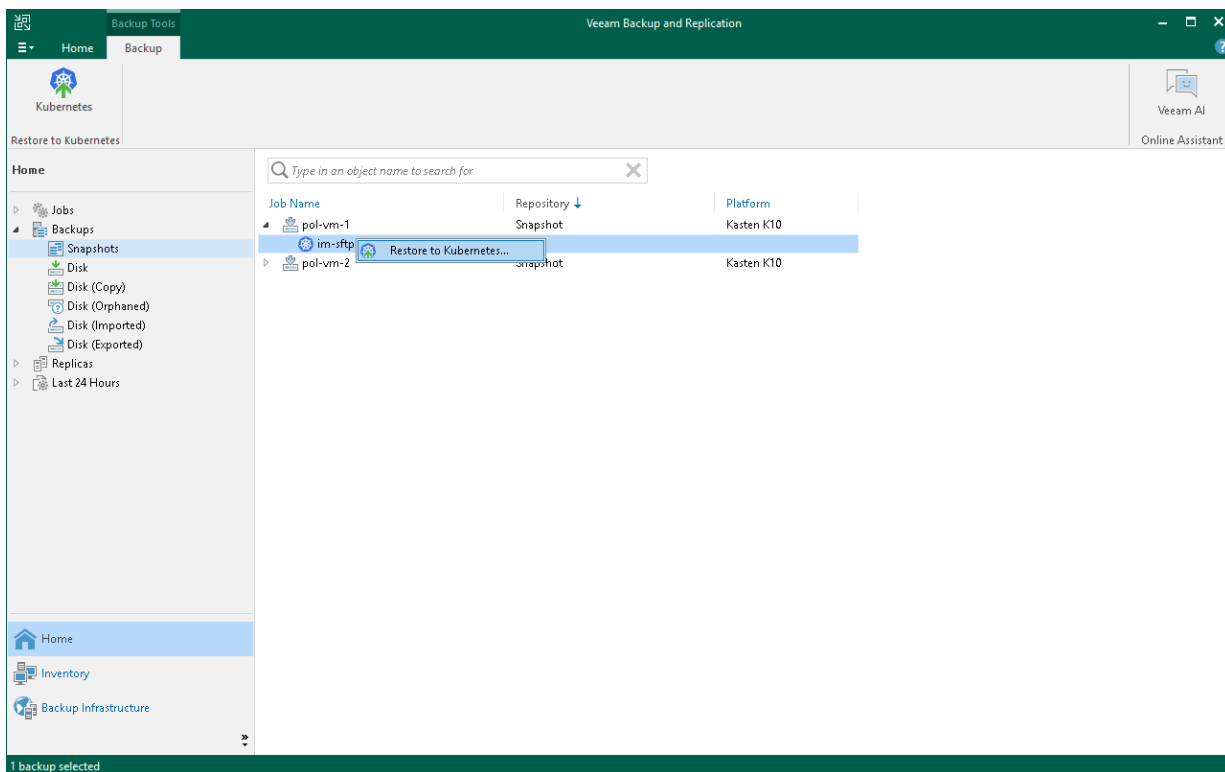 Backup Tools
Veeam Backup and Replication
Home Backup
Kubernetes
Veeam AI
Restore to Kubernetes
Online Assistant
Home
Type in an object name to search for
Jobs
Backups
Snapshots
Disk
Disk (Copy)
Disk (Orphaned)
Disk (Imported)
Disk (Exported)
Replicas
Last 24 Hours
Job Name Repository Platform
pol-vm-1 Snapshot Kasten K10
im-sftp
Restore to Kubernetes...
pol-vm-2 Snapshot Kasten K10
Home
Inventory
Backup Infrastructure
1 backup selected